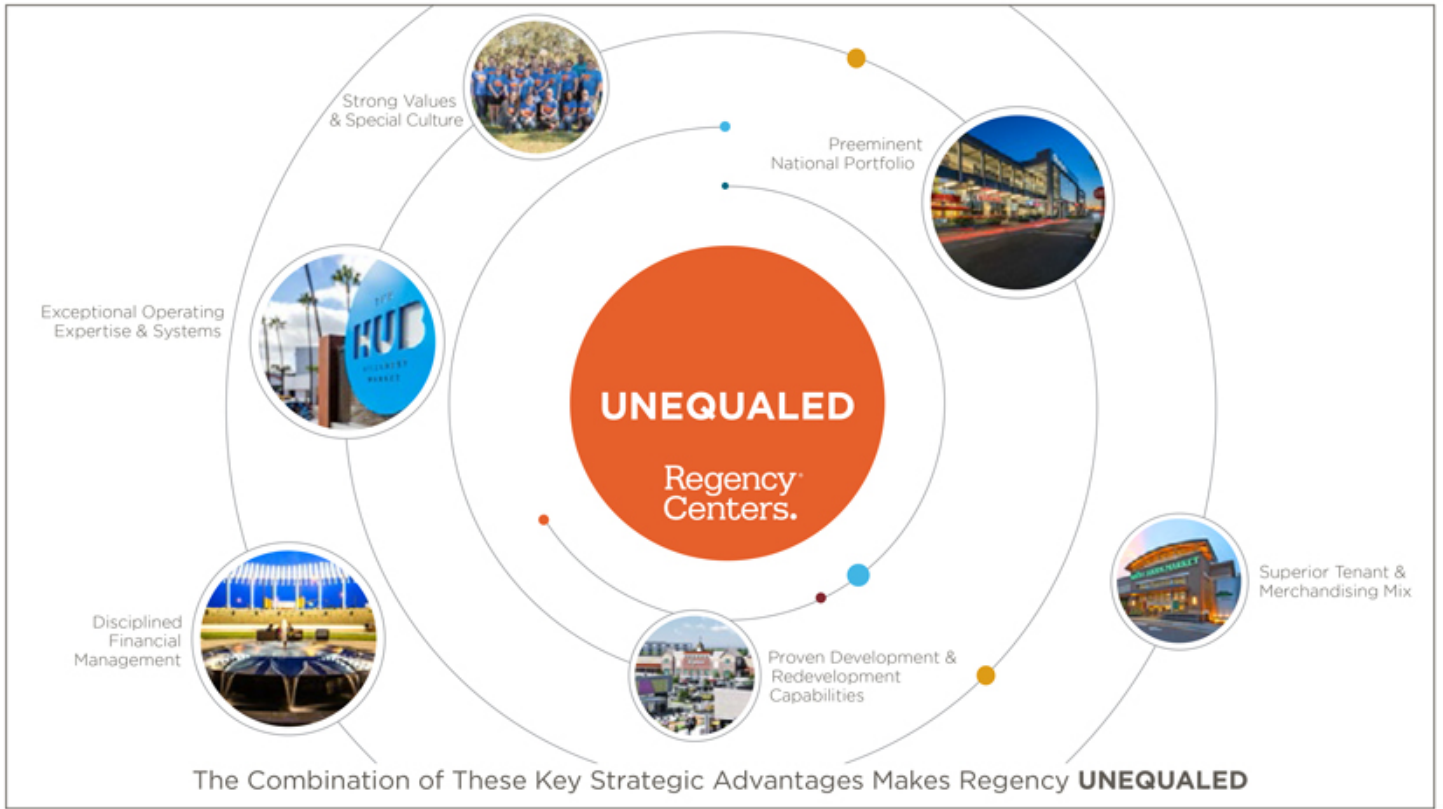 Strong Values
& Special Culture
Preeminent
National Portfolio
Exceptional Operating
Expertise & Systems
HUB
MARKET
UNEQUALED
Regency
Centers.
Disciplined
Financial
Management
Proven Development &
Redevelopment
Capabilities
Superior Tenant &
Merchandising Mix
The Combination of These Key Strategic Advantages Makes Regency UNEQUALED